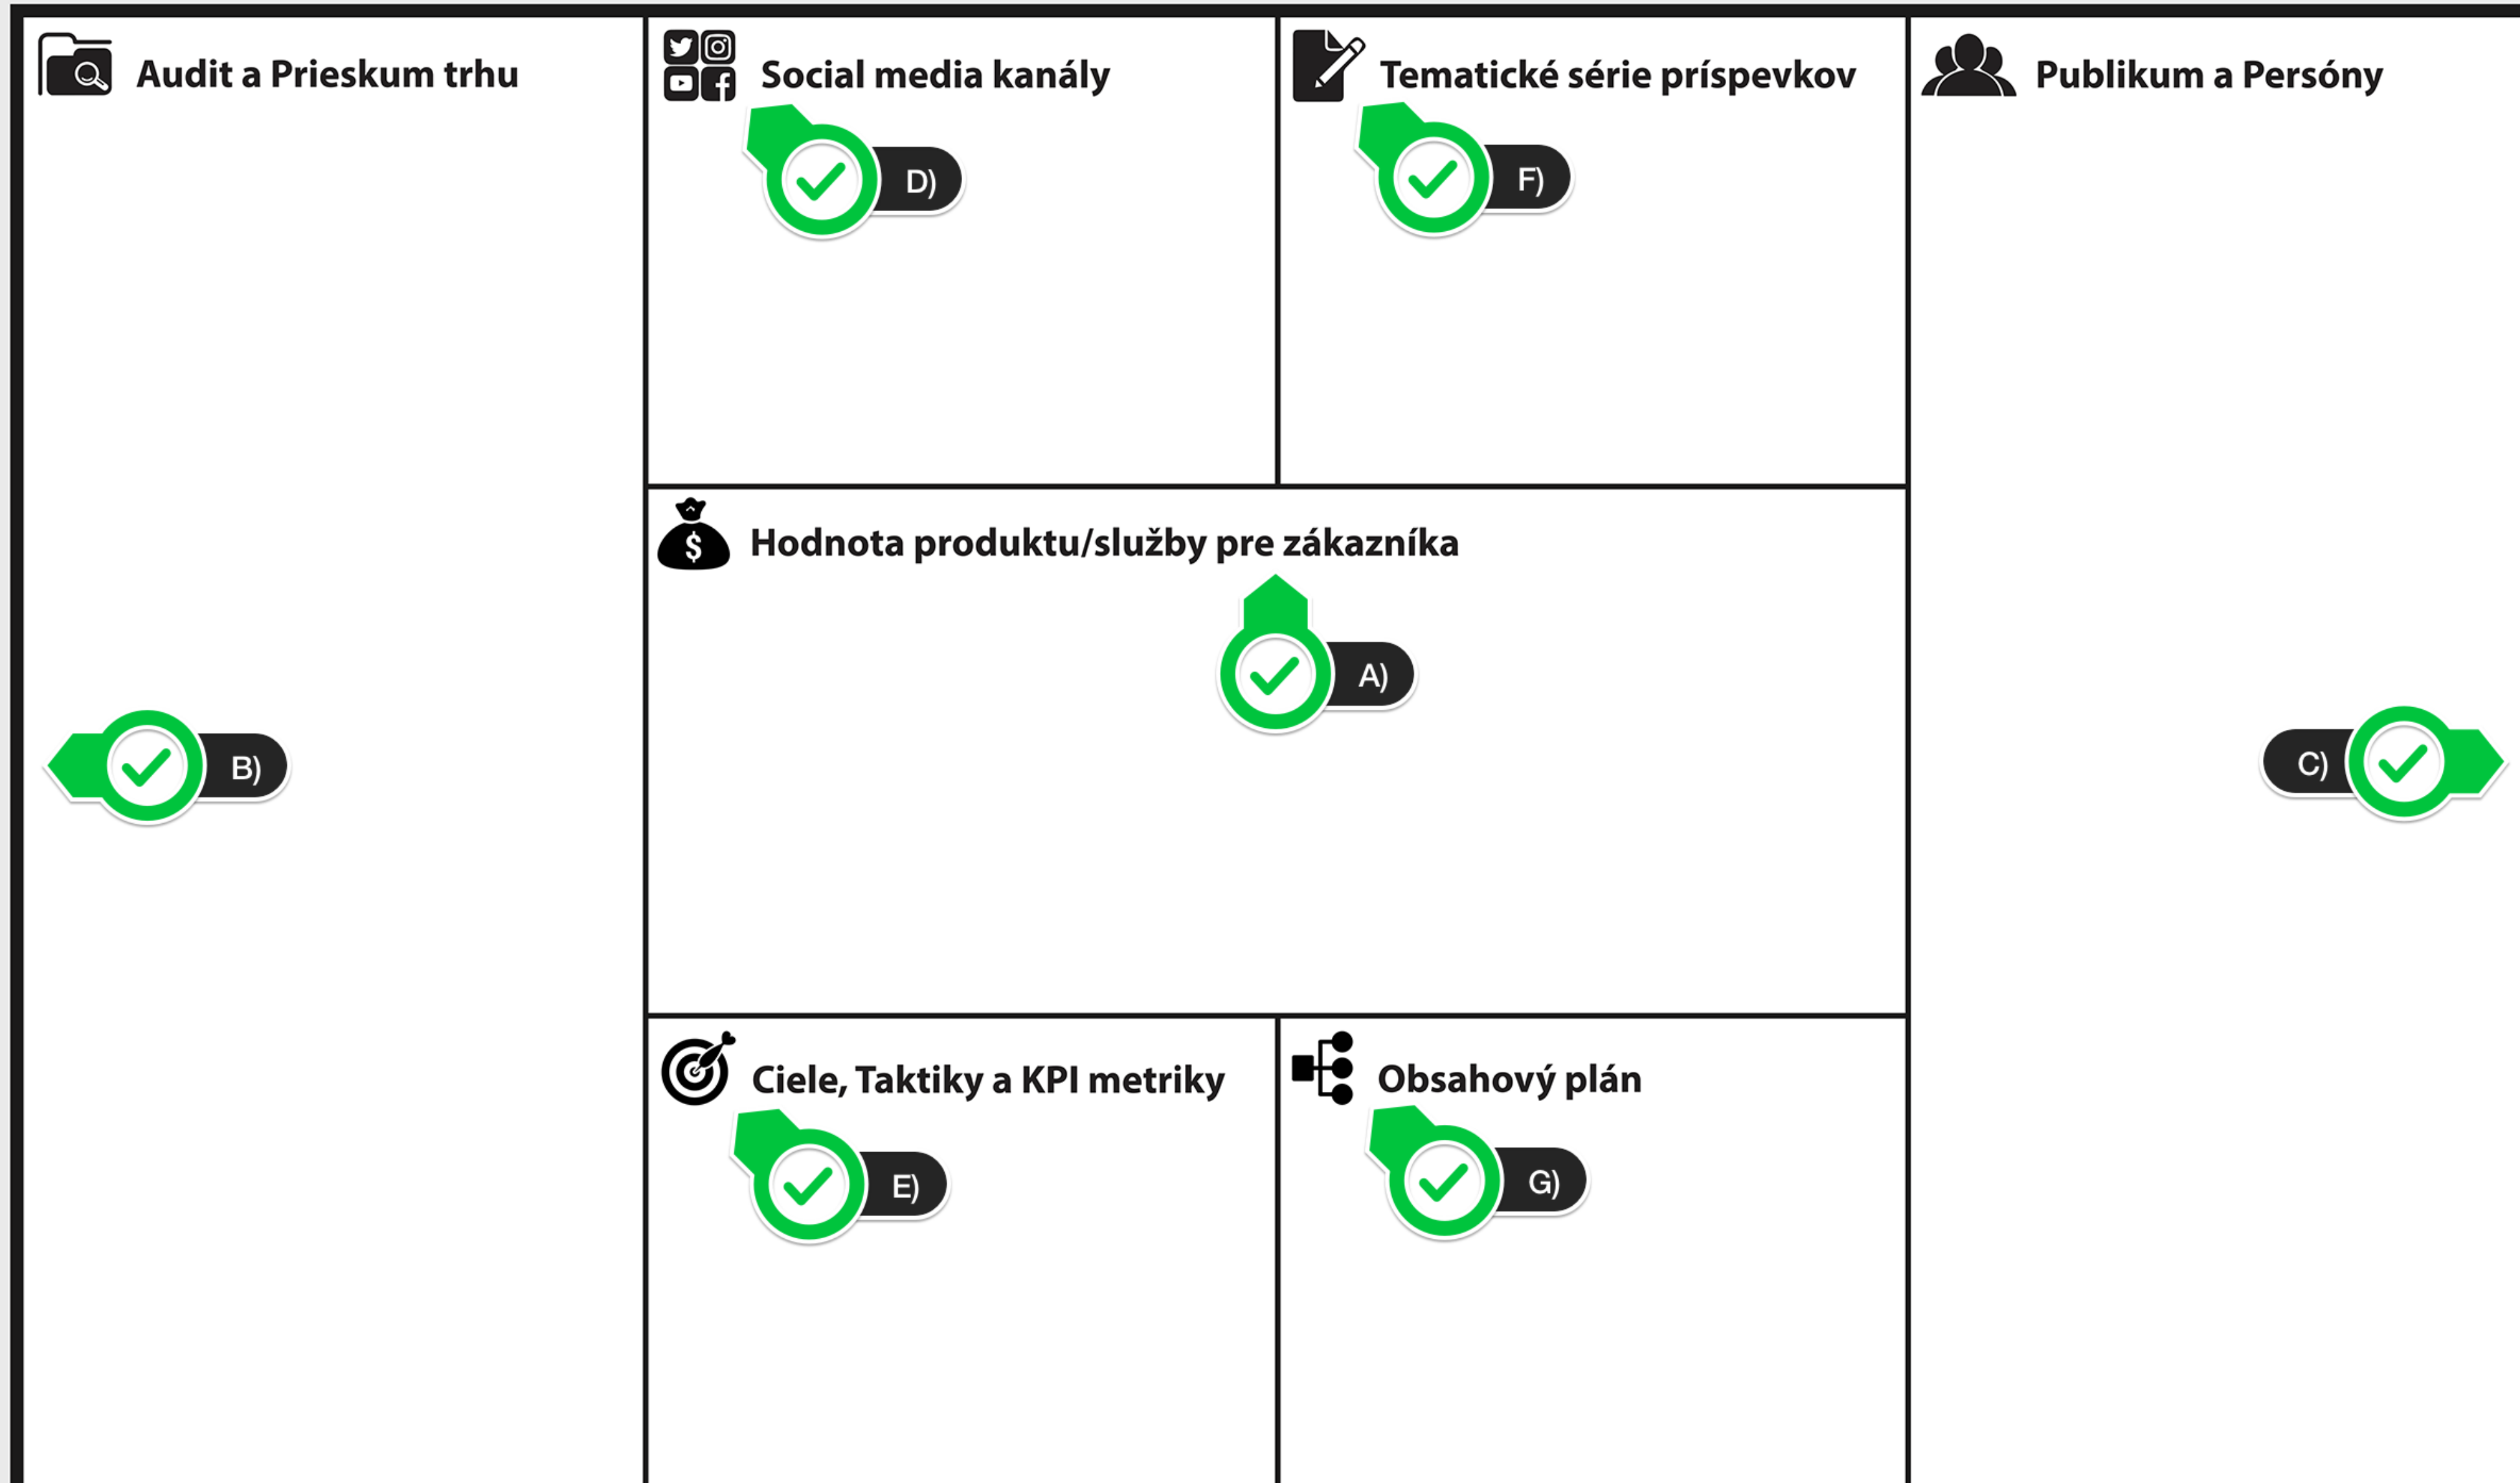 Audit a Prieskum trhu
B)
Social media kanály
D)
Tematické série príspevkov
F)
Hodnota produktu/služby pre zákazníka
$
A)
Ciele, Taktiky a KPI metriky
E)
Obsahový plán
G)
Publikum a Persóny
C)